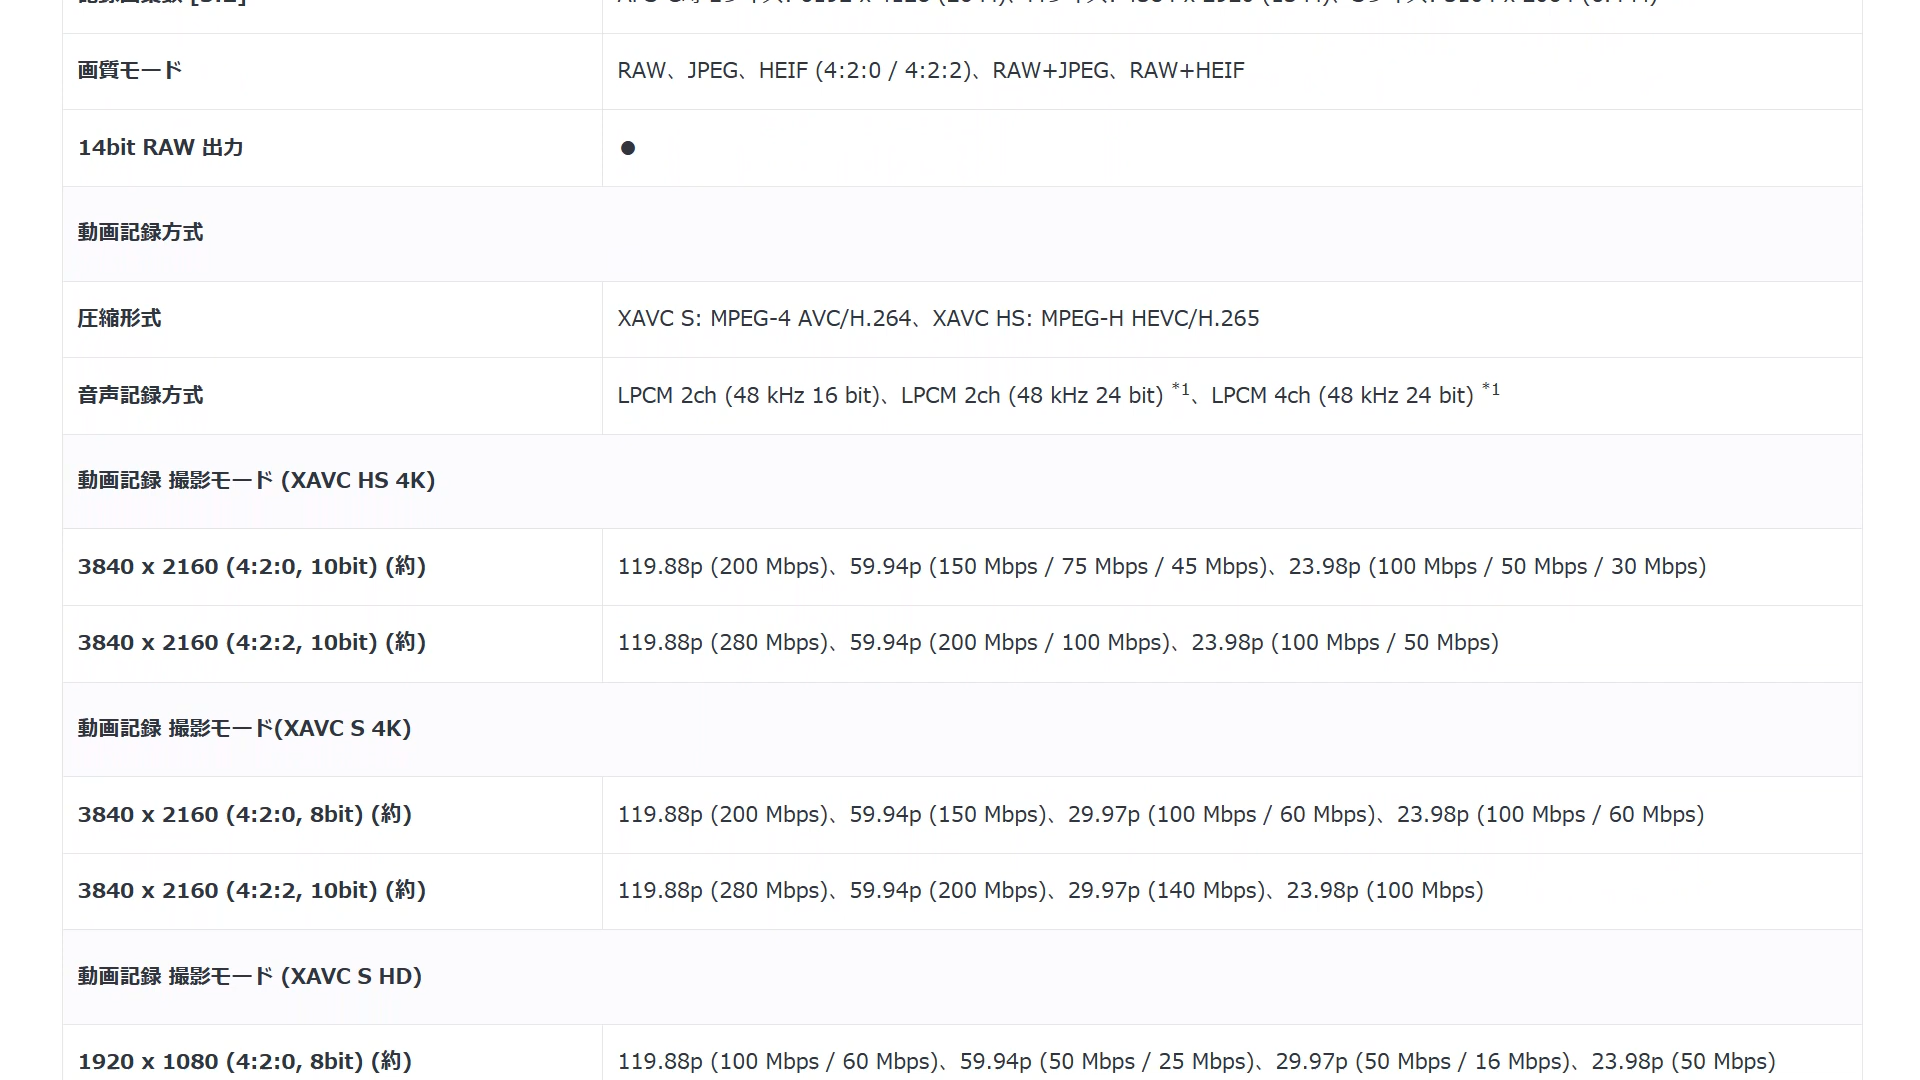 画質モード
RAW、JPEG、HEIF (4:2:0 / 4:2:2)、RAW+JPEG、RAW+HEIF
14bit RAW 出力
●
動画記録方式
圧縮形式
XAVC S: MPEG-4 AVC/H.264、XAVC HS: MPEG-H HEVC/H.265
音声記録方式
LPCM 2ch (48 kHz 16 bit)、LPCM 2ch (48 kHz 24 bit) *1、LPCM 4ch (48 kHz 24 bit) *1
動画記録 撮影モード (XAVC HS 4K)
3840 x 2160 (4:2:0, 10bit) (約)
119.88p (200 Mbps)、59.94p (150 Mbps / 75 Mbps / 45 Mbps)、23.98p (100 Mbps / 50 Mbps / 30 Mbps)
3840 x 2160 (4:2:2, 10bit) (約)
119.88p (280 Mbps)、59.94p (200 Mbps / 100 Mbps)、23.98p (100 Mbps / 50 Mbps)
動画記録 撮影モード(XAVC S 4K)
3840 x 2160 (4:2:0, 8bit) (約)
119.88p (200 Mbps)、59.94p (150 Mbps)、29.97p (100 Mbps / 60 Mbps)、23.98p (100 Mbps / 60 Mbps)
3840 x 2160 (4:2:2, 10bit) (約)
119.88p (280 Mbps)、59.94p (200 Mbps)、29.97p (140 Mbps)、23.98p (100 Mbps)
動画記録 撮影モード (XAVC S HD)
1920 x 1080 (4:2:0, 8bit) (約)
119.88p (100 Mbps / 60 Mbps)、59.94p (50 Mbps / 25 Mbps)、29.97p (50 Mbps / 16 Mbps)、23.98p (50 Mbps)